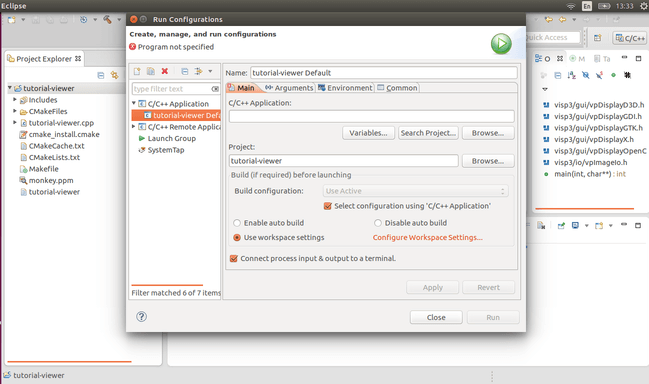 Eclipse
En
13:33
Run Configurations
Create, manage, and run configurations
Program not specified
Quick Access
C/C++
Project Explorer
tutorial-viewer
Includes
CMakeFiles
tutorial-viewer.cpp
cmake_install.cmake
CMakeCache.txt
CMakeLists.txt
Makefile
monkey.ppm
tutorial-viewer
type filter text
C/C++ Application
tutorial-viewer Defa
C/C++ Remote Applica
Launch Group
SystemTap
Filter matched 6 of 7 items
Name: tutorial-viewer Default
Main Arguments Environment Common
C/C++ Application:
Variables... Search Project... Browse...
Project:
tutorial-viewer Browse...
Build (if required) before launching
Build configuration: Use Active
Select configuration using 'C/C++ Application'
Enable auto build Disable auto build
Use workspace settings Configure Workspace Settings...
Connect process input & output to a terminal.
Apply Revert
Close Run
O M Ta
visp3/gui/vpDisplayD3D.h
visp3/gui/vpDisplayGDI.h
visp3/gui/vpDisplayGTK.h
visp3/gui/vpDisplayX.h
visp3/gui/vpDisplayOpenC
visp3/io/vpImageIo.h
main(int, char**) : int
tutorial-viewer